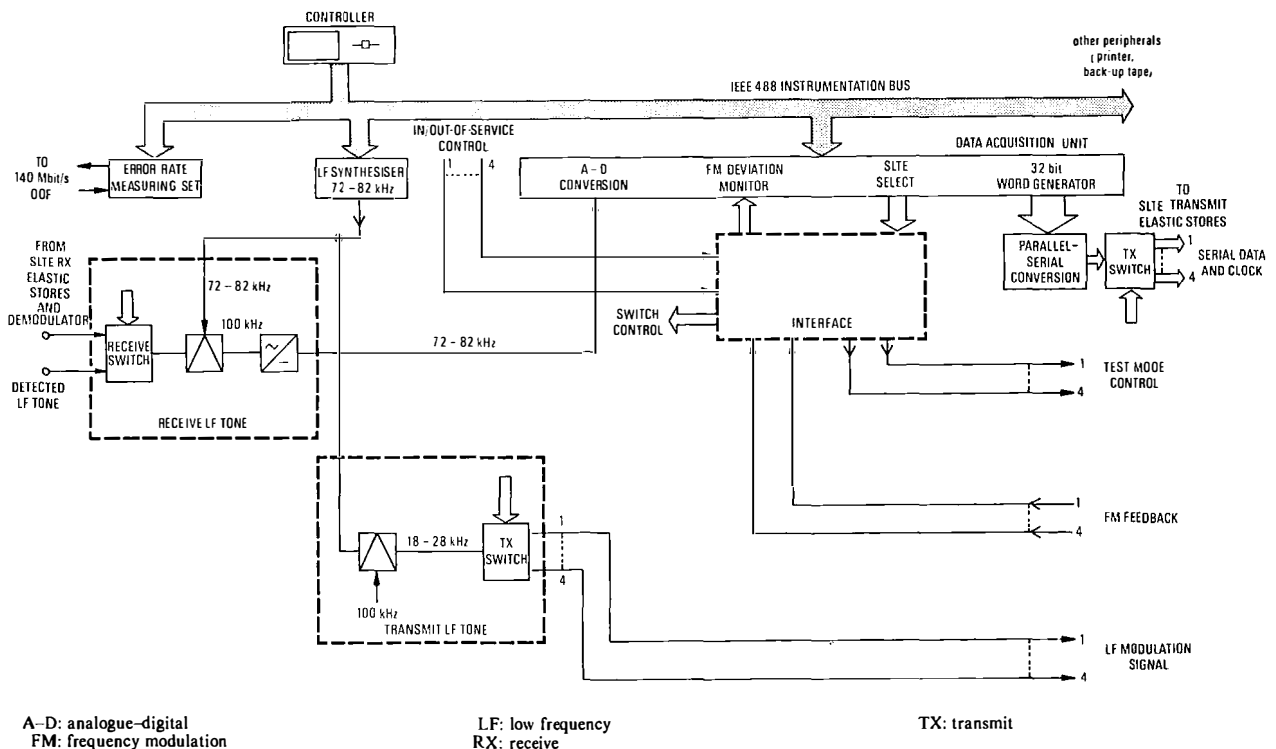 CONTROLLER
other peripherals
( printer,
back-up tape,
IEEE 488 INSTRUMENTATION BUS
IN/OUT-OF-SERVICE
CONTROL
1
4
TO
140 Mbit/s
OOF
ERROR RATE
MEASURING SET
LF SYNTHESISER
72 – 82 kHz
DATA ACQUISITION UNIT
A – D
CONVERSION
FM DEVIATION
MONITOR
SLTE
SELECT
32 bit
WORD GENERATOR
TO
SLTE TRANSMIT
ELASTIC STORES
PARALLEL–
SERIAL
CONVERSION
TX
SWITCH
1
4
SERIAL DATA
AND CLOCK
FROM
SLTE RX
ELASTIC
STORES
AND
DEMODULATOR
DETECTED
LF TONE
72 – 82 kHz
RECEIVE
SWITCH
100 kHz
RECEIVE LF TONE
72 – 82 kHz
SWITCH
CONTROL
INTERFACE
1
4
TEST MODE
CONTROL
1
4
FM FEEDBACK
18 – 28 kHz
TX
SWITCH
1
4
100 kHz
TRANSMIT LF TONE
1
4
LF MODULATION
SIGNAL
A–D: analogue-digital
FM: frequency modulation
LF: low frequency
RX: receive
TX: transmit